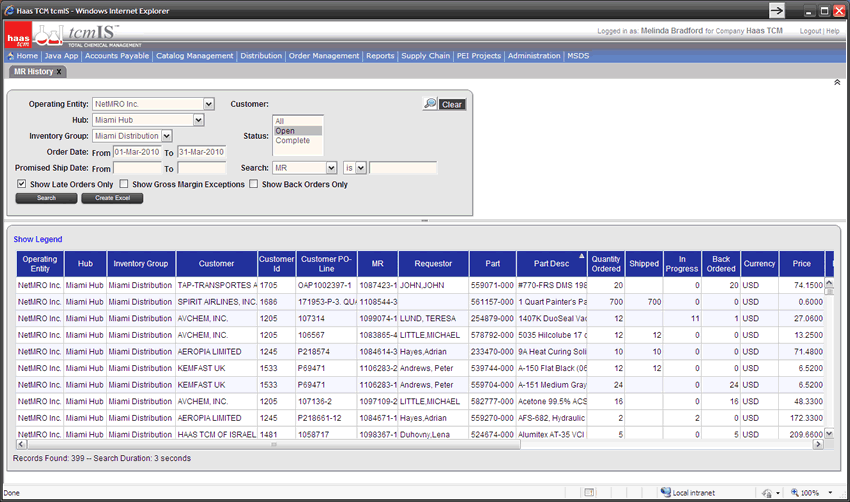 Haas TCM tcmIS - Windows Internet Explorer
haas tcm tcmIS TOTAL CHEMICAL MANAGEMENT
Logged in as: Melinda Bradford for Company Haas TCM Logout | Help
Home | Java App | Accounts Payable | Catalog Management | Distribution | Order Management | Reports | Supply Chain | PEI Projects | Administration | MSDS
MR History X
Operating Entity: NetMRO Inc. Customer: Clear
Hub: Miami Hub All
Inventory Group: Miami Distribution Status: Open
Complete
Order Date: From 01-Mar-2010 To 31-Mar-2010
Promised Ship Date: From To Search: MR is
Show Late Orders Only Show Gross Margin Exceptions Show Back Orders Only
Search Create Excel
Show Legend
Operating Entity Hub Inventory Group Customer Customer Id Customer PO-Line MR Requestor Part Part Desc Quantity Ordered Shipped In Progress Back Ordered Currency Price
NetMRO Inc. Miami Hub Miami Distribution TAP-TRANSPORTES A 1705 OAP1002397-1 1087423-1 JOHN,JOHN 559071-000 #770-FRS DMS 198 20 0 20 USD 74.1500
NetMRO Inc. Miami Hub Miami Distribution SPIRIT AIRLINES, INC. 1686 171953-P-3. QUA 1108544-3 561157-000 1 Quart Painter's Pa 700 700 0 0 USD 0.6000
NetMRO Inc. Miami Hub Miami Distribution AVCHEM, INC. 1205 107314 1099074-1 LUND, TERESA 254879-000 1407K DuoSeal Vac 12 11 1 USD 27.0600
NetMRO Inc. Miami Hub Miami Distribution AVCHEM, INC. 1205 106567 1083865-4 LITTLE,MICHAEL 578792-000 5035 Hilcolube 17 o 12 12 0 0 USD 13.2500
NetMRO Inc. Miami Hub Miami Distribution AEROPIA LIMITED 1245 P218574 1084614-3 Hayes,Adrian 233470-000 9A Heat Curing Soli 10 10 0 0 USD 71.4800
NetMRO Inc. Miami Hub Miami Distribution KEMFAST UK 1533 P69471 1106283-2 Andrews, Peter 539744-000 A-150 Flat Black (06 12 12 0 0 USD 6.5200
NetMRO Inc. Miami Hub Miami Distribution KEMFAST UK 1533 P69471 1106283-1 Andrews, Peter 559704-000 A-151 Medium Gray 24 0 24 USD 6.5200
NetMRO Inc. Miami Hub Miami Distribution AVCHEM, INC. 1205 107136-2 1097109-2 LITTLE,MICHAEL 582777-000 Acetone 99.5% ACS 16 0 16 USD 48.3300
NetMRO Inc. Miami Hub Miami Distribution AEROPIA LIMITED 1245 P218661-12 1084671-1 Hayes,Adrian 559270-000 AFS-682, Hydraulic 2 2 0 USD 172.3300
NetMRO Inc. Miami Hub Miami Distribution HAAS TCM OF ISRAEL 1481 1058717 1098367-1 Duhovny,Lena 524674-000 Alumitex AT-35 VCI 5 0 5 USD 209.6600
Records Found: 399 -- Search Duration: 3 seconds
Done Local intranet 100%